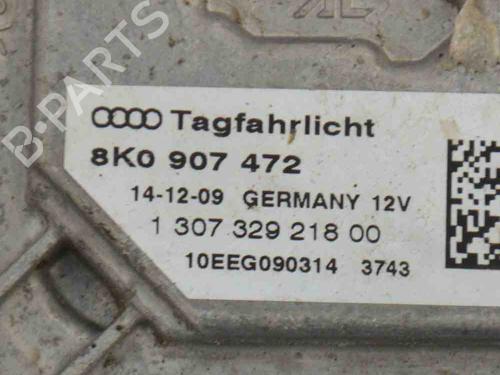 B-PARTS
Tagfahrlicht
8K0 907 472
14-12-09 GERMANY 12V
1 307 329 218 00
10EEG090314 3743